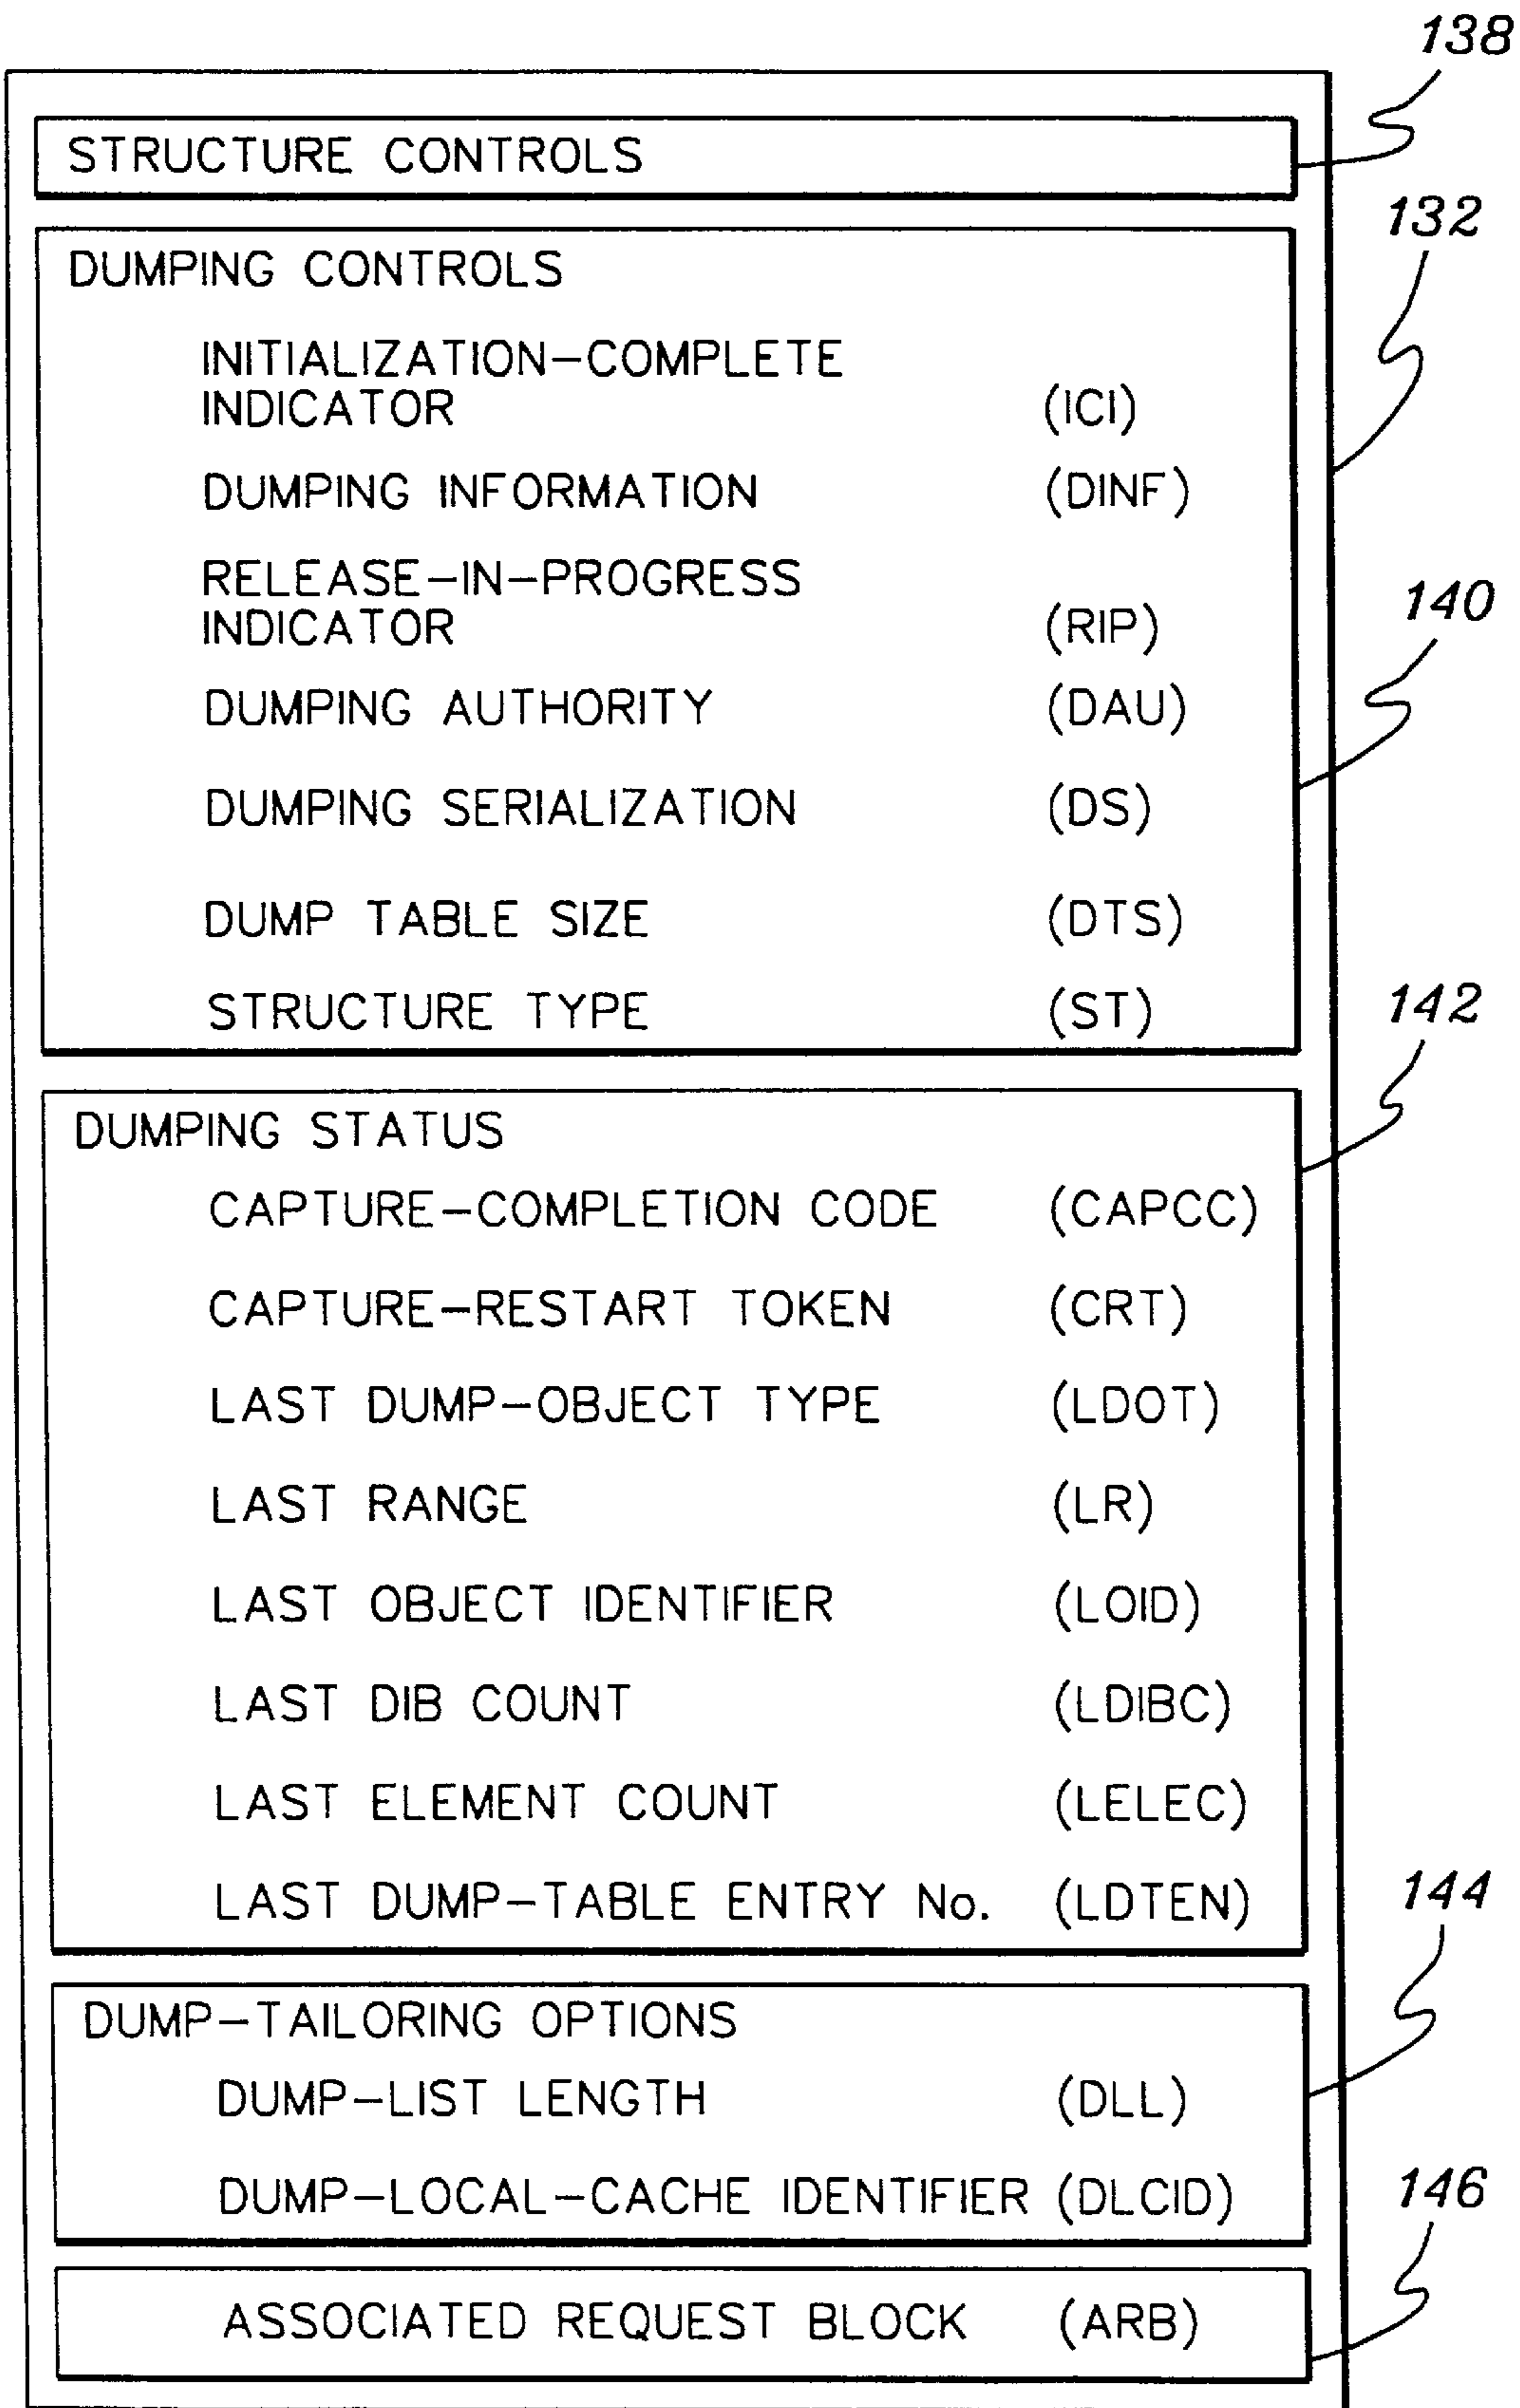 138
STRUCTURE CONTROLS
132
DUMPING CONTROLS
INITIALIZATION-COMPLETE
INDICATOR (ICI)
DUMPING INFORMATION (DINF)
RELEASE-IN-PROGRESS
INDICATOR (RIP)
140
DUMPING AUTHORITY (DAU)
DUMPING SERIALIZATION (DS)
DUMP TABLE SIZE (DTS)
STRUCTURE TYPE (ST)
142
DUMPING STATUS
CAPTURE-COMPLETION CODE (CAPCC)
CAPTURE-RESTART TOKEN (CRT)
LAST DUMP-OBJECT TYPE (LDOT)
LAST RANGE (LR)
LAST OBJECT IDENTIFIER (LOID)
LAST DIB COUNT (LDIBC)
LAST ELEMENT COUNT (LELEC)
LAST DUMP-TABLE ENTRY No. (LDTEN)
144
DUMP-TAILORING OPTIONS
DUMP-LIST LENGTH (DLL)
DUMP-LOCAL-CACHE IDENTIFIER (DLCID)
146
ASSOCIATED REQUEST BLOCK (ARB)